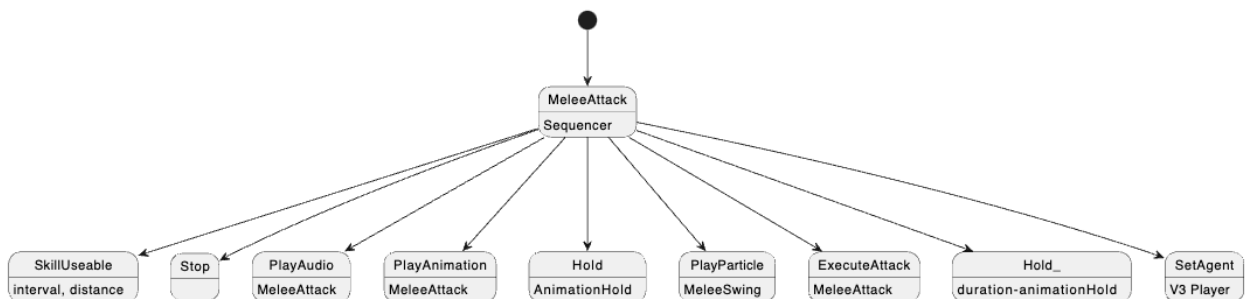 MeleeAttack
Sequencer
SkillUseable
interval, distance
Stop
PlayAudio
MeleeAttack
PlayAnimation
MeleeAttack
Hold
AnimationHold
PlayParticle
MeleeSwing
ExecuteAttack
MeleeAttack
Hold_
duration-animationHold
SetAgent
V3 Player